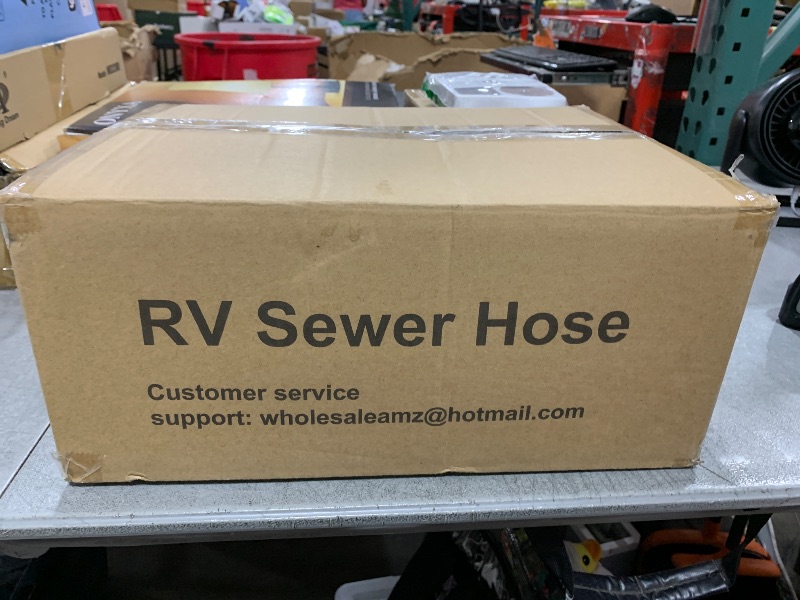 RV Sewer Hose
Customer service
support: wholesaleamz@hotmail.com